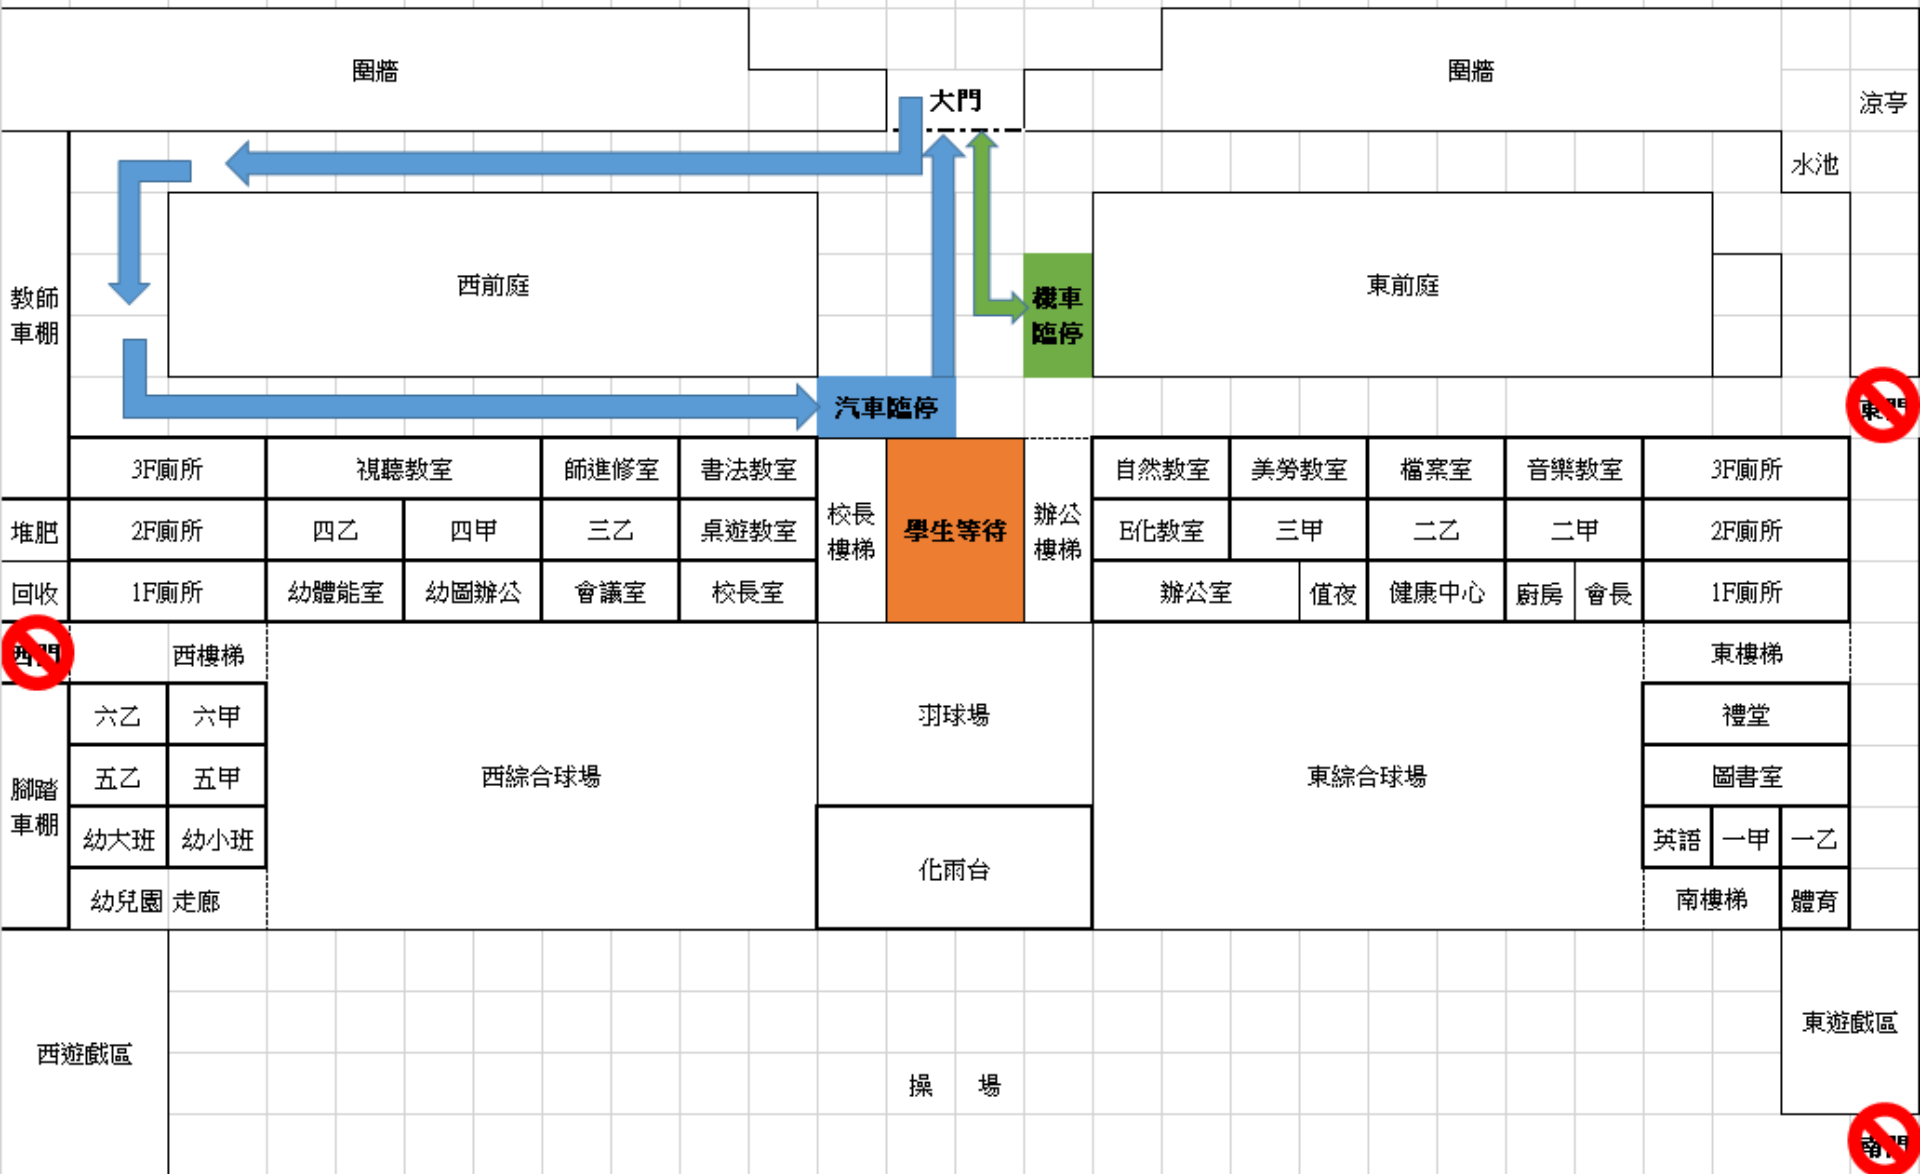 圍牆
圍牆
大門
涼亭
水池
西前庭
東前庭
教師
車棚
機車
臨停
汽車臨停
東門
3F廁所
視聽教室
師進修室
書法教室
自然教室
美勞教室
檔案室
音樂教室
3F廁所
校長
樓梯
學生等待
辦公
樓梯
堆肥
2F廁所
四乙
四甲
三乙
桌遊教室
E化教室
三甲
二乙
二甲
2F廁所
回收
1F廁所
幼體能室
幼圖辦公
會議室
校長室
辦公室
值夜
健康中心
廚房
會長
1F廁所
西門
西樓梯
東樓梯
六乙
六甲
羽球場
禮堂
腳踏
車棚
五乙
五甲
西綜合球場
東綜合球場
圖書室
幼大班
幼小班
英語
一甲
一乙
化雨台
幼兒園 走廊
南樓梯
體育
西遊戲區
東遊戲區
操 場
南門